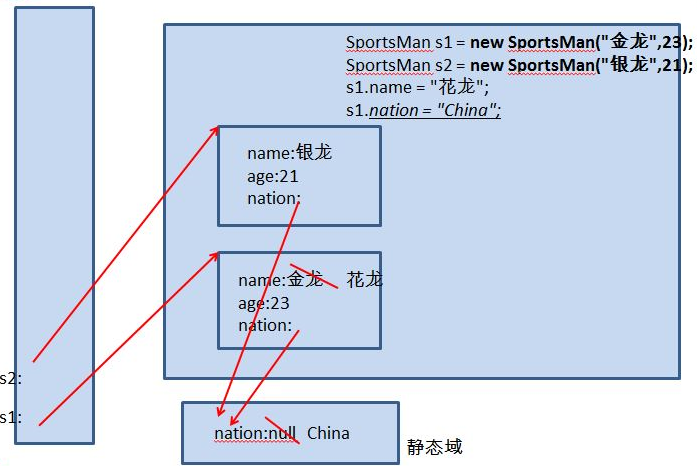 SportsMan s1 = new SportsMan("金龙",23);
SportsMan s2 = new SportsMan("银龙",21);
s1.name = "花龙";
s1.nation = "China";
name:银龙
age:21
nation:
name:金龙 花龙
age:23
nation:
s2:
s1:
nation:null China
静态域